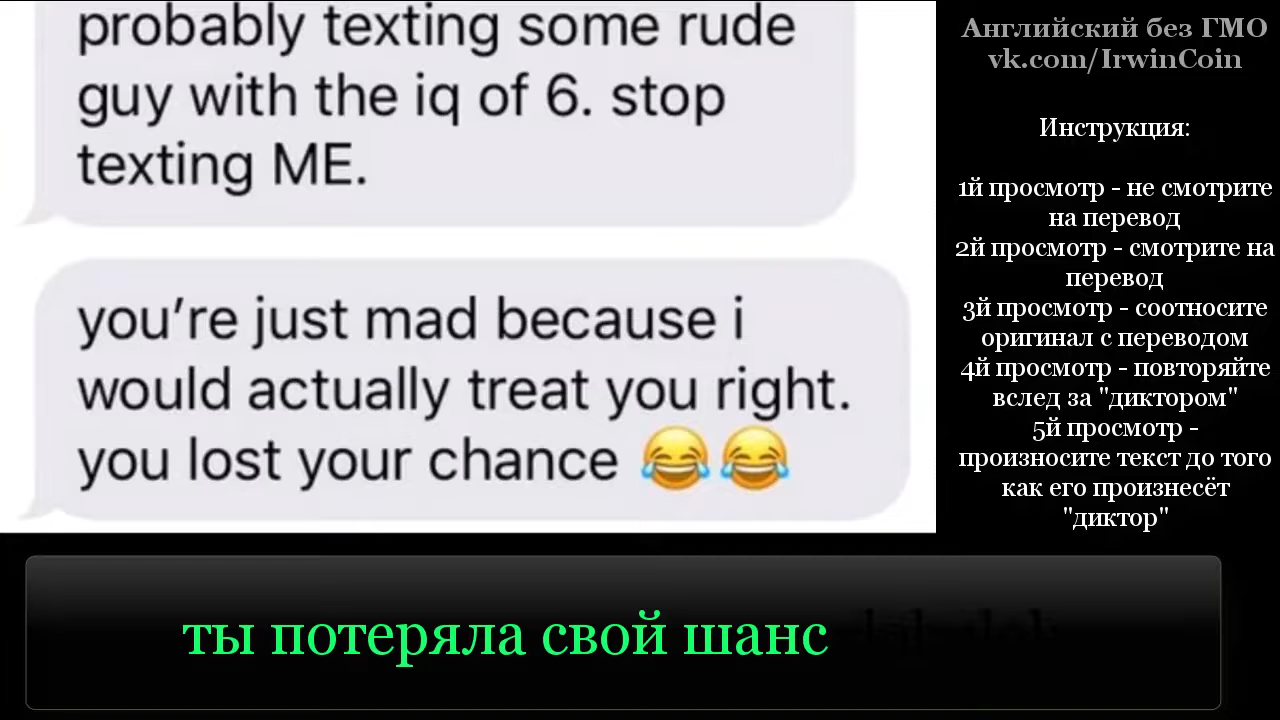 probably texting some rude
guy with the iq of 6. stop
texting ME.
you're just mad because i
would actually treat you right.
you lost your chance 😂😂
Английский без ГМО
vk.com/IrwinCoin
Инструкция:
1й просмотр - не смотрите
на перевод
2й просмотр - смотрите на
перевод
3й просмотр - соотносите
оригинал с переводом
4й просмотр - повторяйте
вслед за "диктором"
5й просмотр -
произносите текст до того
как его произнесёт
"диктор"
ты потеряла свой шанс